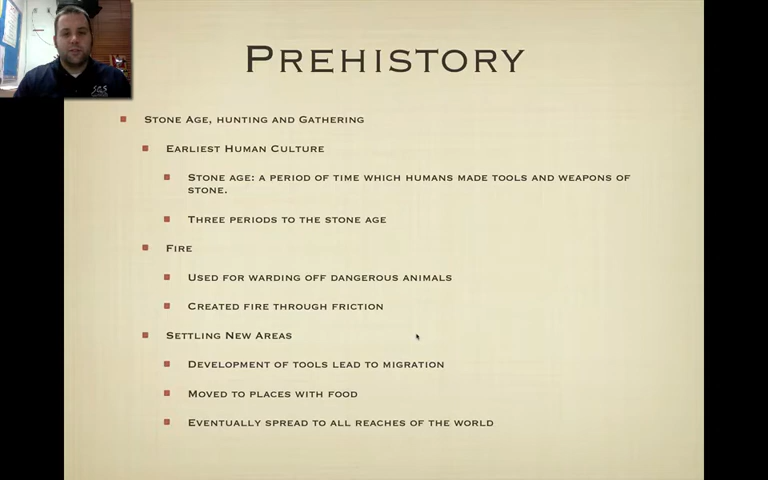 SGS
PREHISTORY
STONE AGE, HUNTING AND GATHERING
EARLIEST HUMAN CULTURE
STONE AGE: A PERIOD OF TIME WHICH HUMANS MADE TOOLS AND WEAPONS OF
STONE.
THREE PERIODS TO THE STONE AGE
FIRE
USED FOR WARDING OFF DANGEROUS ANIMALS
CREATED FIRE THROUGH FRICTION
SETTLING NEW AREAS
DEVELOPMENT OF TOOLS LEAD TO MIGRATION
MOVED TO PLACES WITH FOOD
EVENTUALLY SPREAD TO ALL REACHES OF THE WORLD